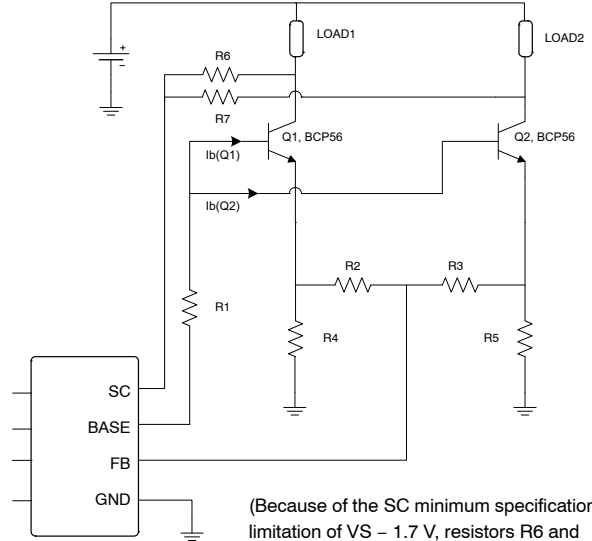 +
−
LOAD1
LOAD2
R6
R7
Q1, BCP56
Q2, BCP56
Ib(Q1)
Ib(Q2)
R2
R3
R1
R4
R5
SC
BASE
FB
GND
(Because of the SC minimum specification
limitation of VS − 1.7 V, resistors R6 and